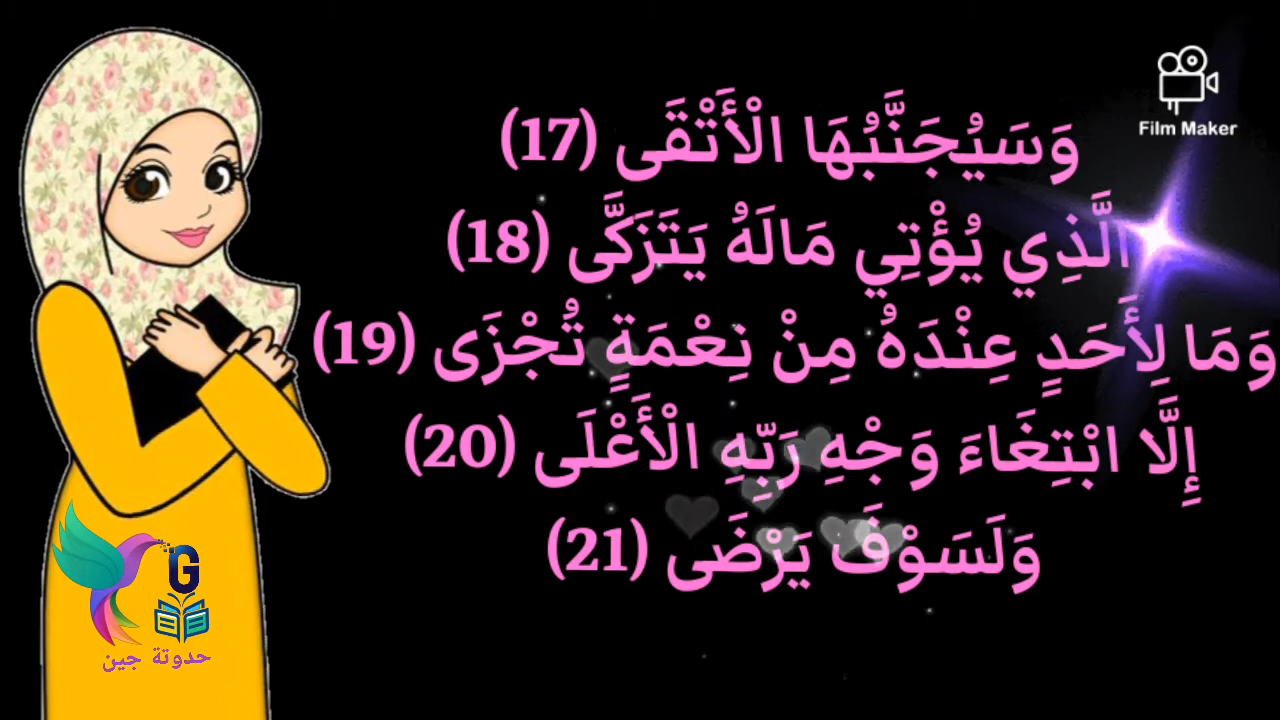 Film Maker
وَسَيُجَنَّبُهَا الْأَتْقَى (17)
الَّذِي يُؤْتِي مَالَهُ يَتَزَكَّى (18)
وَمَا لِأَحَدٍ عِنْدَهُ مِنْ نِعْمَةٍ تُجْزَى (19)
إِلَّا ابْتِغَاءَ وَجْهِ رَبِّهِ الْأَعْلَى (20)
وَلَسَوْفَ يَرْضَى (21)
G
حدوتة جين